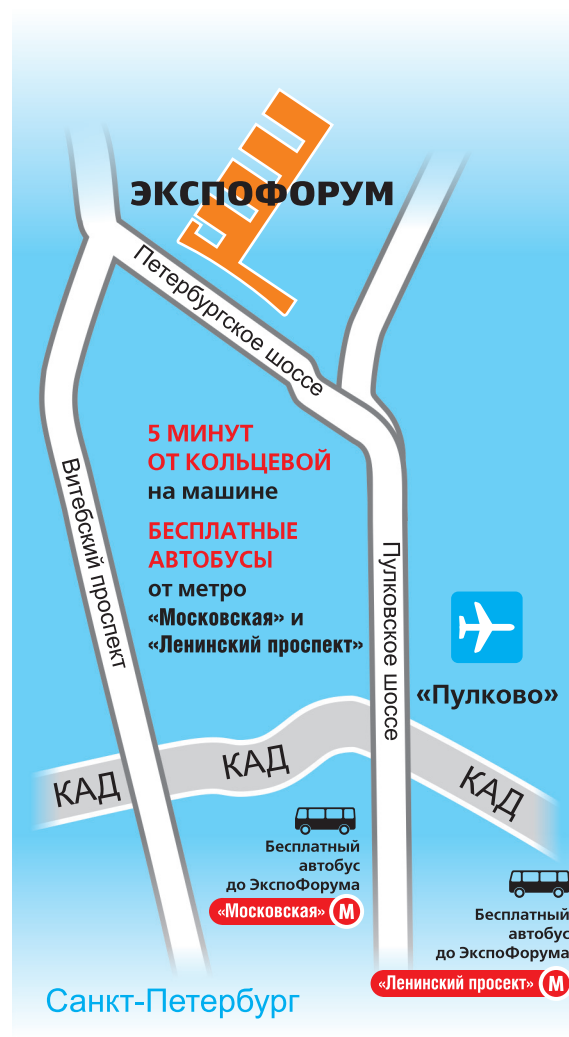 ЭКСПОФОРУМ
Петербургское шоссе
5 МИНУТ
ОТ КОЛЬЦЕВОЙ
на машине
БЕСПЛАТНЫЕ
АВТОБУСЫ
от метро
«Московская» и
«Ленинский проспект»
Витебский проспект
Пулковское шоссе
«Пулково»
КАД
КАД
КАД
Бесплатный
автобус
до ЭкспоФорума
«Московская» М
Бесплатный
автобус
до ЭкспоФорума
«Ленинский просект» М
Санкт-Петербург